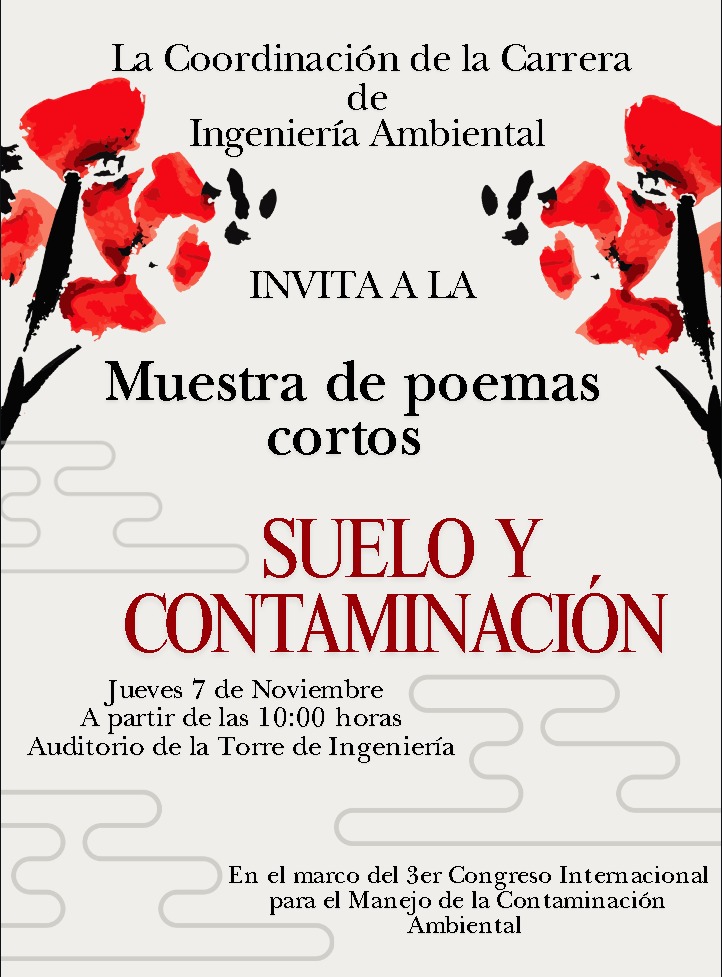 La Coordinación de la Carrera
de
Ingeniería Ambiental
INVITA A LA
Muestra de poemas
cortos
SUELO Y
CONTAMINACIÓN
Jueves 7 de Noviembre
A partir de las 10:00 horas
Auditorio de la Torre de Ingeniería
En el marco del 3er Congreso Internacional
para el Manejo de la Contaminación
Ambiental